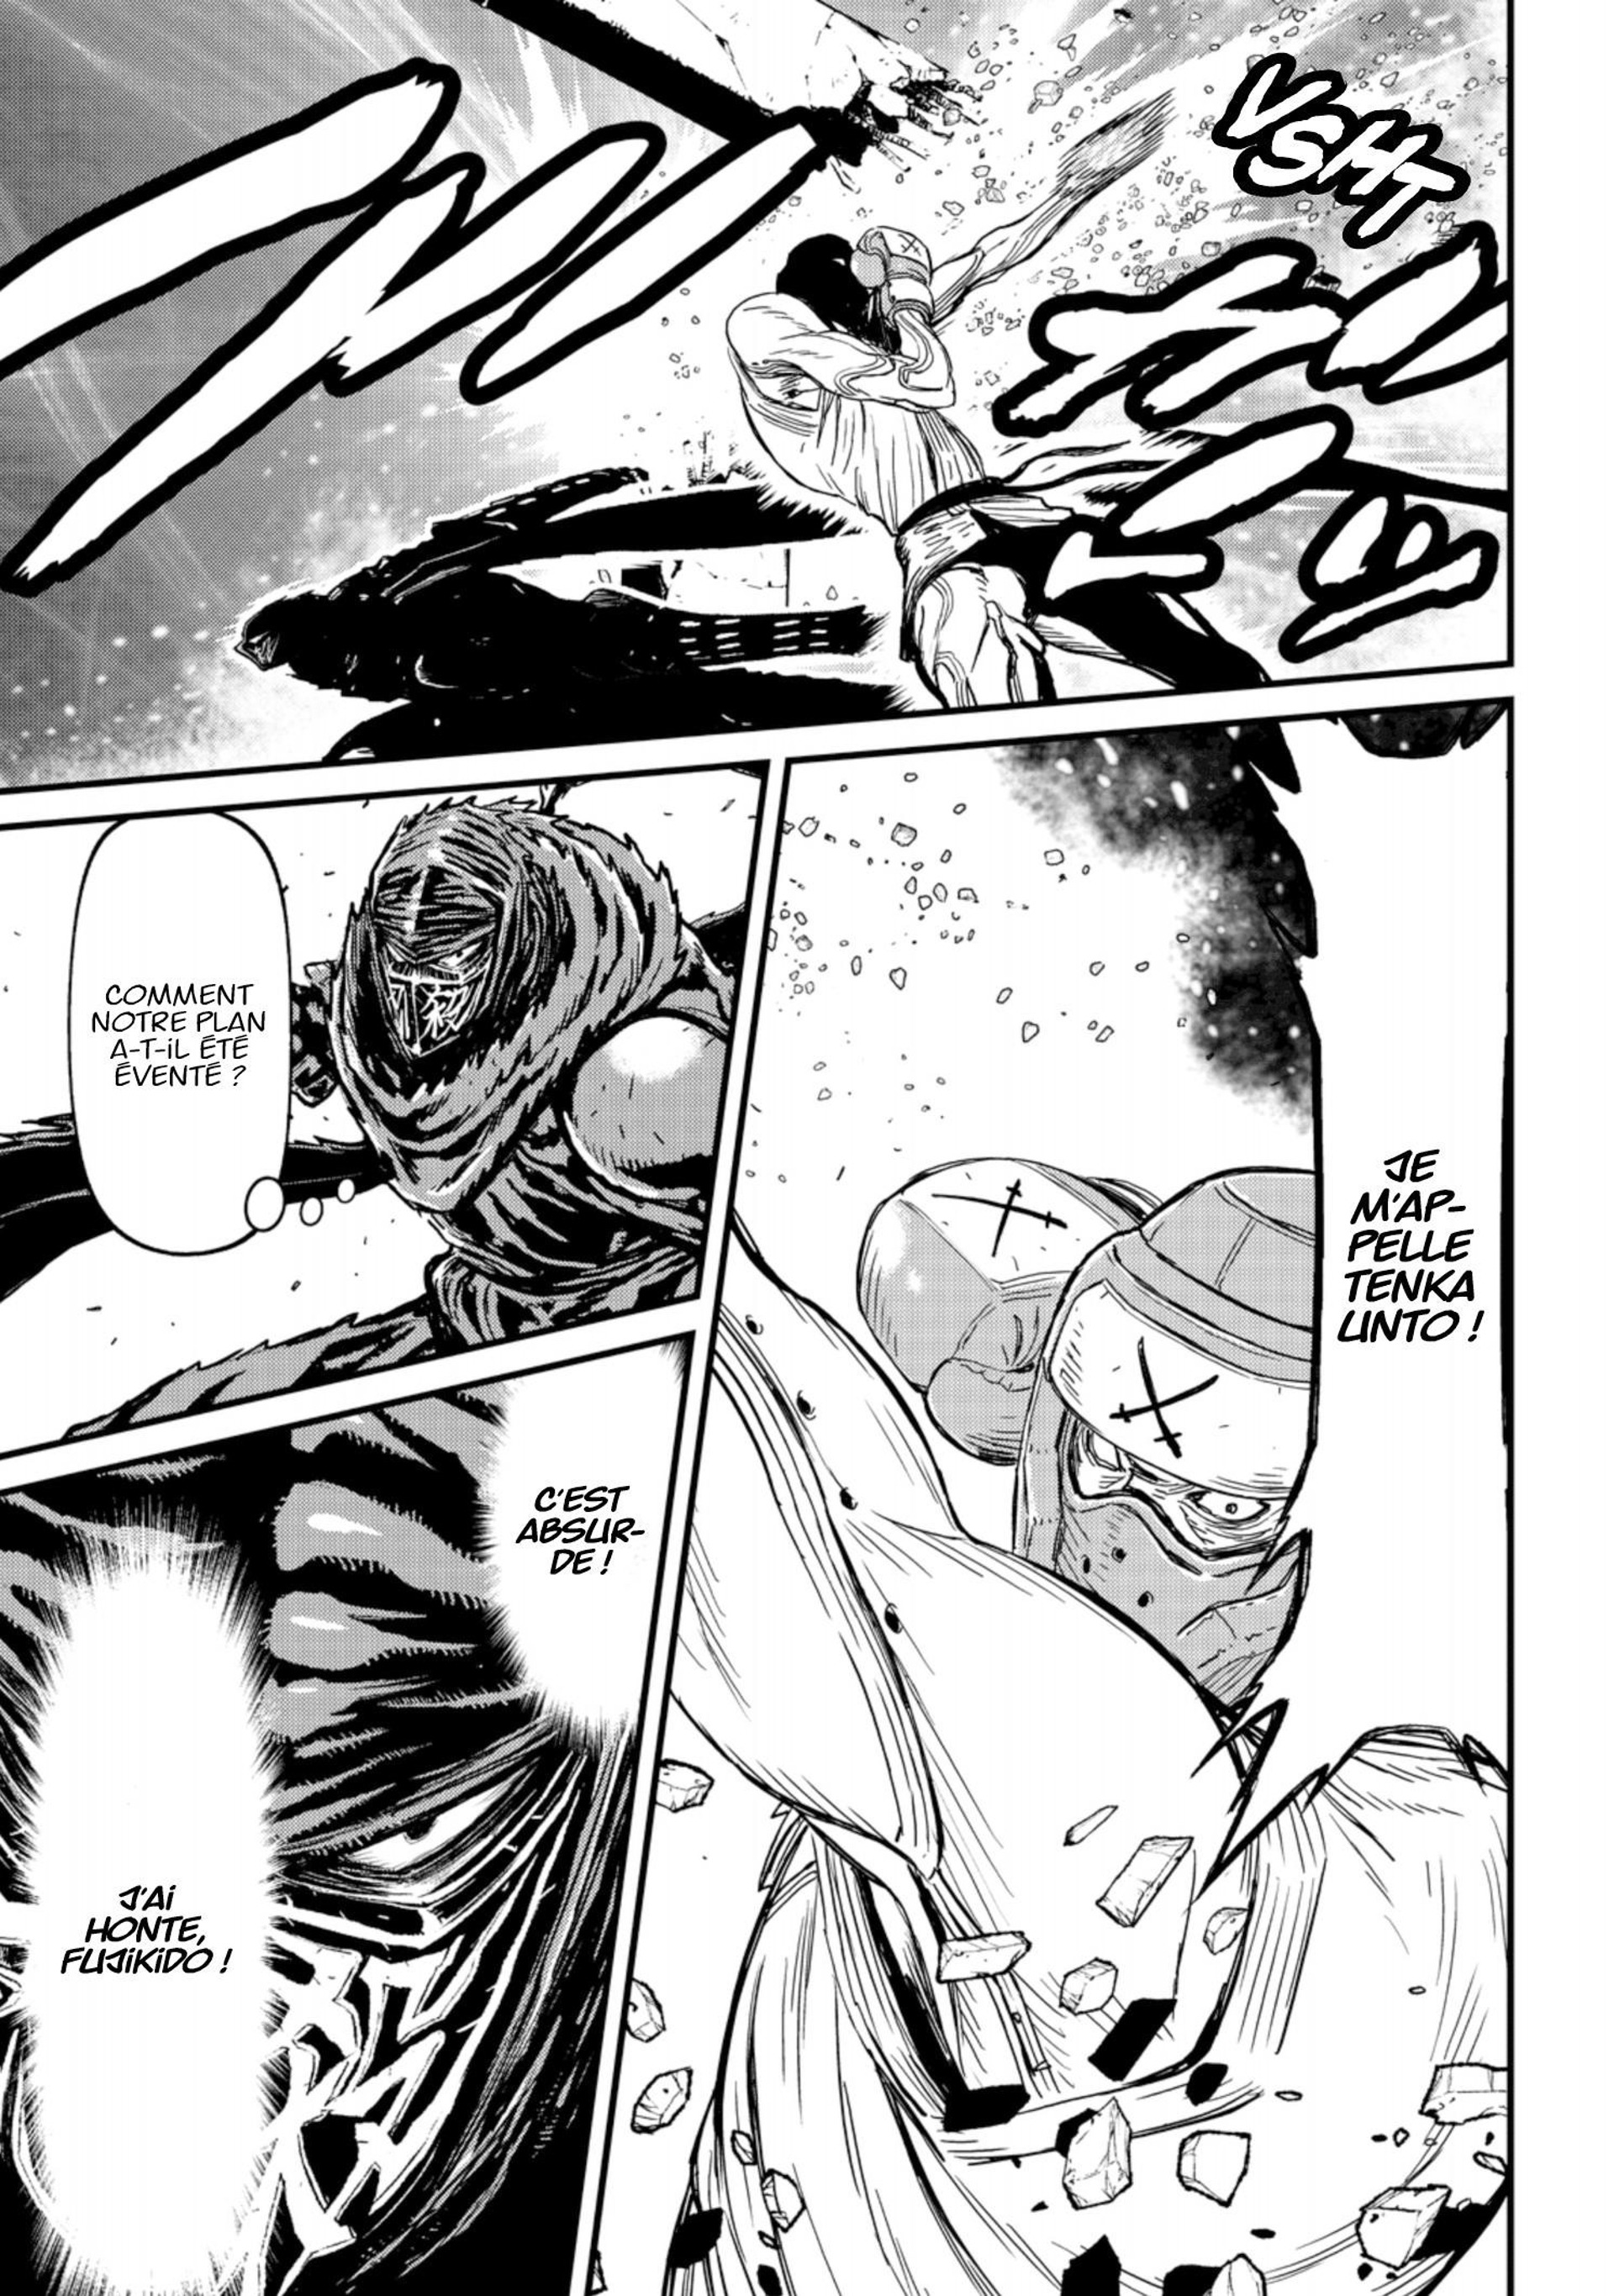 VSHT
JE
M'AP-
PELLE
TENKA
UNTO !
COMMENT
NOTRE PLAN
A-T-IL ÉTÉ
ÉVENTÉ ?
C'EST
ABSUR-
DE !
J'AI
HONTE,
FUJIKIDO !